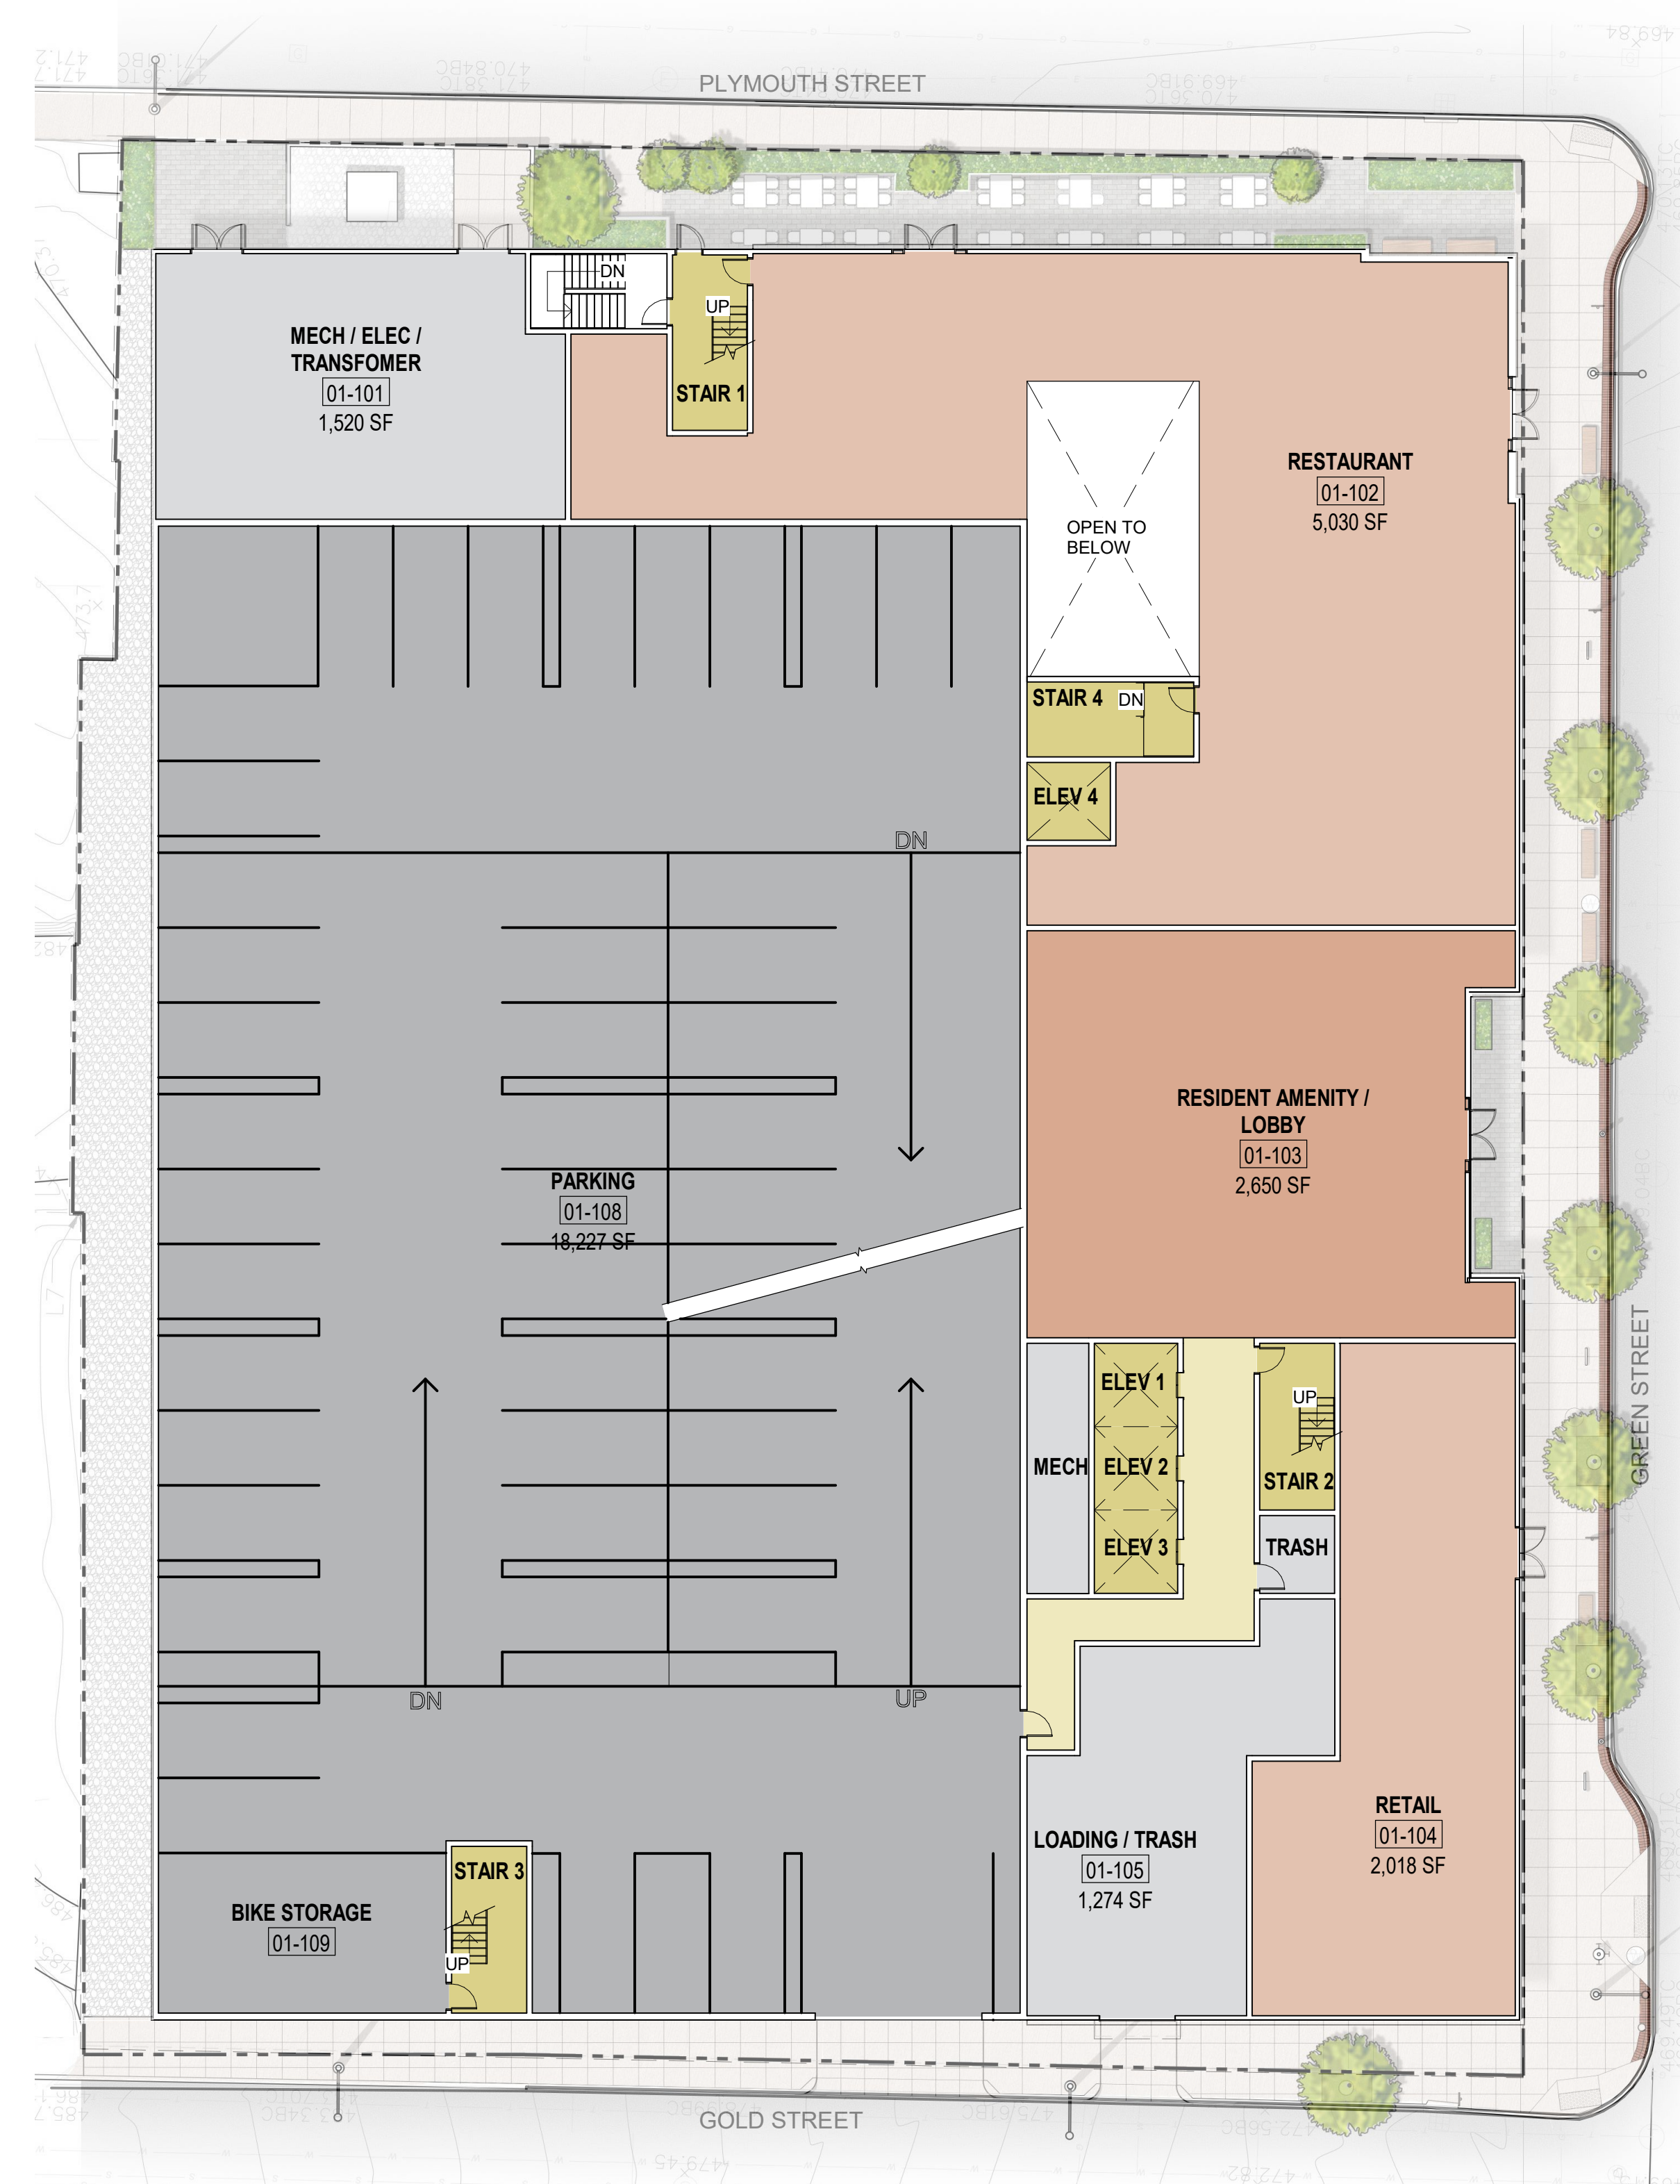 PLYMOUTH STREET
DN
UP
STAIR 1
MECH / ELEC /
TRANSFOMER
01-101
1,520 SF
RESTAURANT
01-102
5,030 SF
OPEN TO
BELOW
STAIR 4
DN
ELEV 4
DN
RESIDENT AMENITY /
LOBBY
01-103
2,650 SF
PARKING
01-108
18,227 SF
ELEV 1
UP
MECH
ELEV 2
STAIR 2
ELEV 3
TRASH
GREEN STREET
DN
UP
RETAIL
01-104
2,018 SF
LOADING / TRASH
01-105
1,274 SF
STAIR 3
BIKE STORAGE
01-109
UP
GOLD STREET